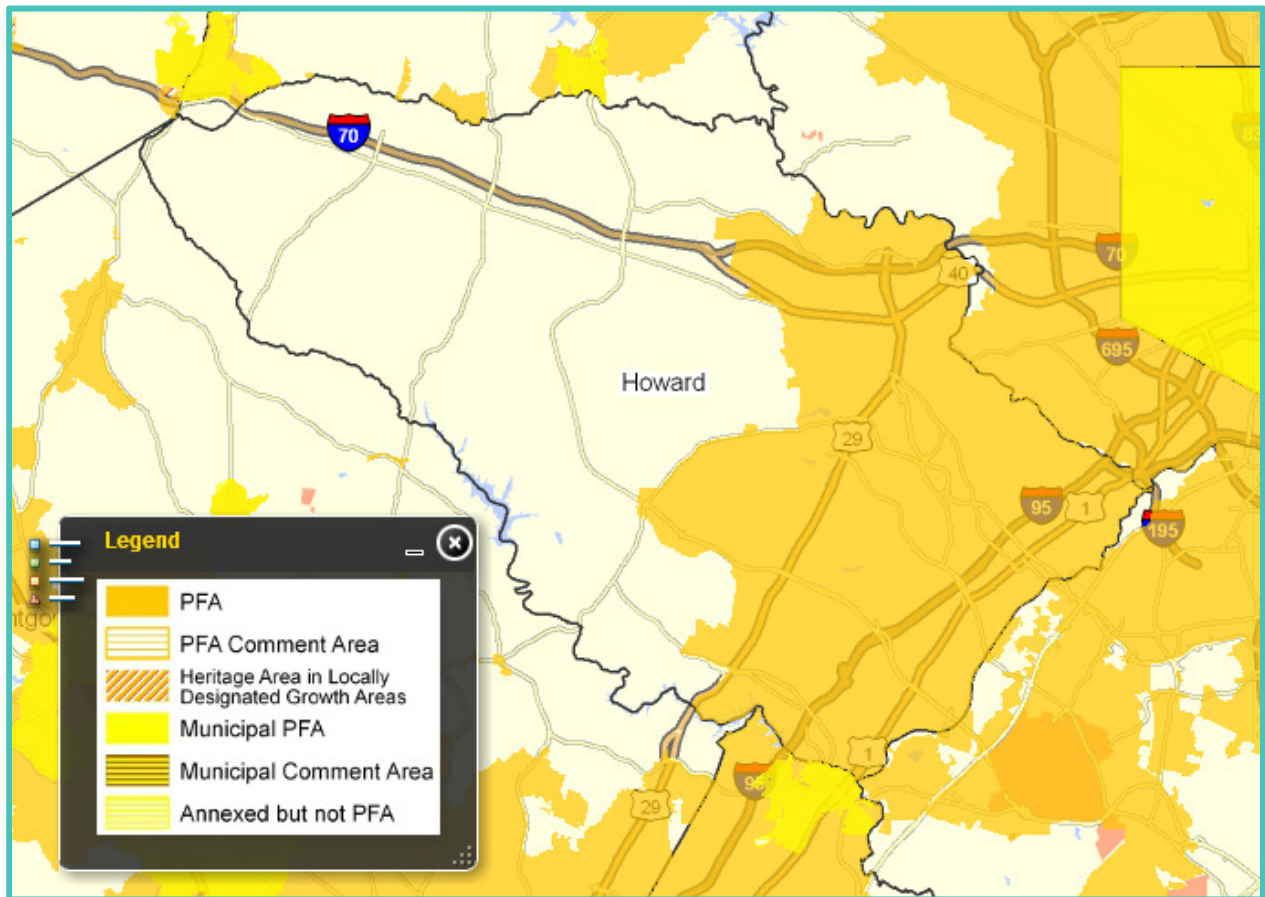 83
70
70
40
695
Howard
29
95
1
195
Legend
PFA
PFA Comment Area
Heritage Area in Locally
Designated Growth Areas
Municipal PFA
Municipal Comment Area
Annexed but not PFA
1
29